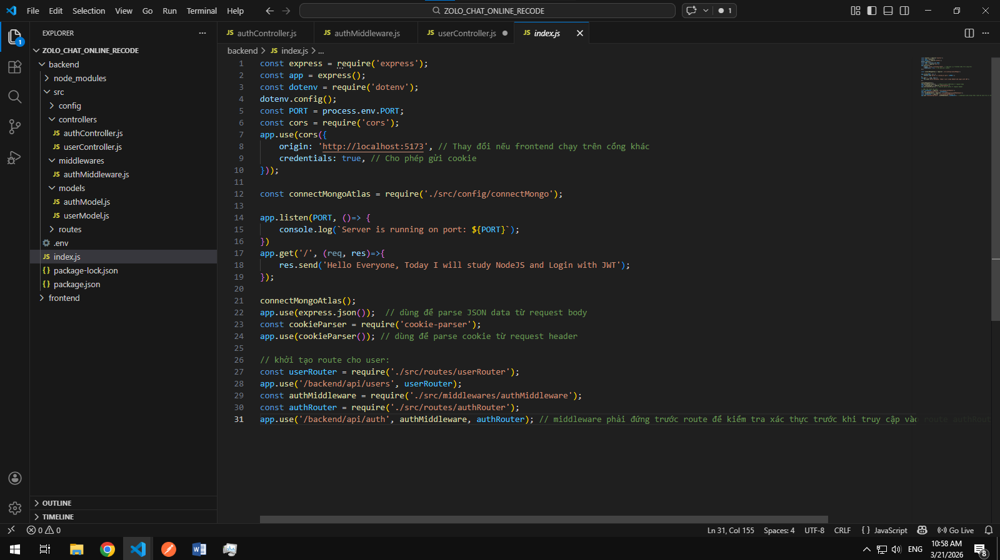 File Edit Selection View Go Run Terminal Help
ZOLO_CHAT_ONLINE_RECODE
1
EXPLORER
1
ZOLO_CHAT_ONLINE_RECODE
backend
node_modules
src
config
controllers
JS authController.js
JS userController.js
middlewares
JS authMiddleware.js
models
JS authModel.js
JS userModel.js
routes
.env
JS index.js
{} package-lock.json
{} package.json
frontend
OUTLINE
TIMELINE
JS authController.js JS authMiddleware.js JS userController.js JS index.js
backend > JS index.js > ...
1 const express = require('express');
2 const app = express();
3 const dotenv = require('dotenv');
4 dotenv.config();
5 const PORT = process.env.PORT;
6 const cors = require('cors');
7 app.use(cors({
8 origin: 'http://localhost:5173', // Thay đổi nếu frontend chạy trên cổng khác
9 credentials: true, // Cho phép gửi cookie
10 }));
11
12 const connectMongoAtlas = require('./src/config/connectMongo');
13
14 app.listen(PORT, ()=> {
15 console.log(`Server is running on port: ${PORT}`);
16 })
17 app.get('/', (req, res)=>{
18 res.send('Hello Everyone, Today I will study NodeJS and Login with JWT');
19 });
20
21 connectMongoAtlas();
22 app.use(express.json()); // dùng để parse JSON data từ request body
23 const cookieParser = require('cookie-parser');
24 app.use(cookieParser()); // dùng để parse cookie từ request header
25
26 // khởi tạo route cho user:
27 const userRouter = require('./src/routes/userRouter');
28 app.use('/backend/api/users', userRouter);
29 const authMiddleware = require('./src/middlewares/authMiddleware');
30 const authRouter = require('./src/routes/authRouter');
31 app.use('/backend/api/auth', authMiddleware, authRouter); // middleware phải đứng trước route để kiểm tra xác thực trước khi truy cập vào route authRout
0 0
Ln 31, Col 155 Spaces: 4 UTF-8 CRLF {} JavaScript Go Live
ENG
10:58 AM
3/21/2026
8